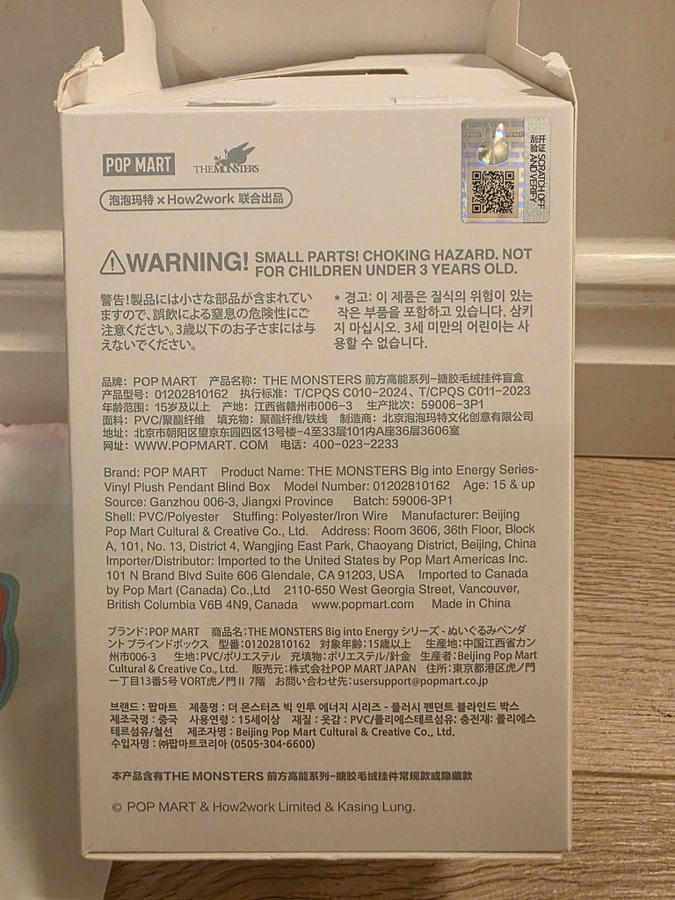 POP MART
THE MONSTERS
泡泡玛特 × How2work 联合出品
刮开验证
SCRATCH OFF
AND VERIFY
WARNING! SMALL PARTS! CHOKING HAZARD. NOT
FOR CHILDREN UNDER 3 YEARS OLD.
警告!製品には小さな部品が含まれてい
ますので、誤飲による窒息の危険性にご
注意ください。3歳以下のお子さまには与
えないでください。
* 경고: 이 제품은 질식의 위험이 있는
작은 부품을 포함하고 있습니다. 삼키
지 마십시오. 3세 미만의 어린이는 사
용할 수 없습니다.
品牌：POP MART 产品名称：THE MONSTERS 前方高能系列-搪胶毛绒挂件盲盒
产品型号：01202810162 执行标准：T/CPQS C010-2024、T/CPQS C011-2023
年龄范围：15岁及以上 产地：江西省赣州市006-3 生产批次：59006-3P1
面料：PVC/聚酯纤维 填充物：聚酯纤维/铁线 制造商：北京泡泡玛特文化创意有限公司
地址：北京市朝阳区望京东园四区13号楼-4至33层101内A座36层3606室
网址：WWW.POPMART.COM 电话：400-023-2233
Brand: POP MART Product Name: THE MONSTERS Big into Energy Series-
Vinyl Plush Pendant Blind Box Model Number: 01202810162 Age: 15 & up
Source: Ganzhou 006-3, Jiangxi Province Batch: 59006-3P1
Shell: PVC/Polyester Stuffing: Polyester/Iron Wire Manufacturer: Beijing
Pop Mart Cultural & Creative Co., Ltd. Address: Room 3606, 36th Floor, Block
A, 101, No. 13, District 4, Wangjing East Park, Chaoyang District, Beijing, China
Importer/Distributor: Imported to the United States by Pop Mart Americas Inc.
101 N Brand Blvd Suite 606 Glendale, CA 91203, USA Imported to Canada
by Pop Mart (Canada) Co.,Ltd 2110-650 West Georgia Street, Vancouver,
British Columbia V6B 4N9, Canada www.popmart.com Made in China
ブランド：POP MART 商品名：THE MONSTERS Big into Energy シリーズ - ぬいぐるみペンダ
ント ブラインドボックス 型番：01202810162 対象年齢：15歳以上 生産地：中国江西省カン
州市006-3 生地：PVC/ポリエステル 充填物：ポリエステル/針金 生産者：Beijing Pop Mart
Cultural & Creative Co., Ltd. 販売元：株式会社POP MART JAPAN 住所：東京都港区虎ノ門
一丁目13番5号 VORT虎ノ門Ⅱ 7階 お問い合わせ先：usersupport@popmart.co.jp
브랜드 : 팝마트 제품명 : 더 몬스터즈 빅 인투 에너지 시리즈 - 플러시 펜던트 블라인드 박스
제조국명 : 중국 사용연령 : 15세이상 재질 : 옷감 : PVC/폴리에스테르섬유: 충전재: 폴리에스
테르섬유/철선 제조자명 : Beijing Pop Mart Cultural & Creative Co., Ltd.
수입자명 : ㈜팝마트코리아 (0505-304-6600)
本产品含有THE MONSTERS 前方高能系列-搪胶毛绒挂件常规款或隐藏款
© POP MART & How2work Limited & Kasing Lung.